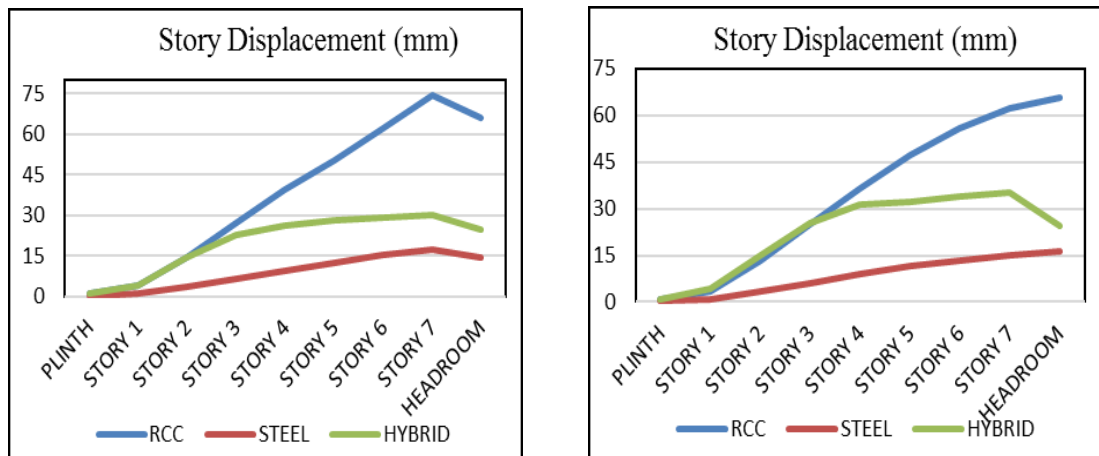 Story Displacement (mm)
75
60
45
30
15
0
PLINTH
STORY 1
STORY 2
STORY 3
STORY 4
STORY 5
STORY 6
STORY 7
HEADROOM
RCC STEEL HYBRID
Story Displacement (mm)
75
60
45
30
15
0
PLINTH
STORY 1
STORY 2
STORY 3
STORY 4
STORY 5
STORY 6
STORY 7
HEADROOM
RCC STEEL HYBRID